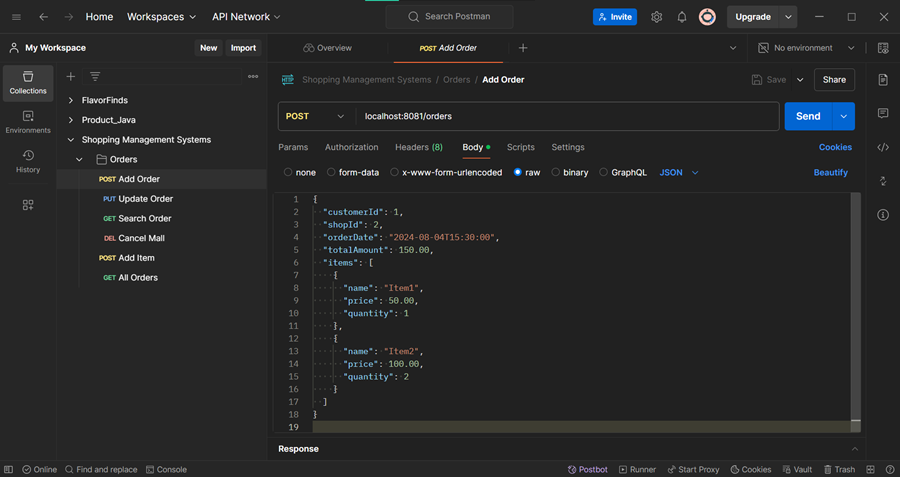 Home Workspaces API Network Search Postman Invite Upgrade
My Workspace New Import Overview POST Add Order No environment
Collections
Environments
History
FlavorFinds
Product_Java
Shopping Management Systems
Orders
POST Add Order
PUT Update Order
GET Search Order
DEL Cancel Mall
POST Add Item
GET All Orders
HTTP Shopping Management Systems / Orders / Add Order Save Share
POST localhost:8081/orders Send
Params Authorization Headers (8) Body Scripts Settings Cookies
none form-data x-www-form-urlencoded raw binary GraphQL JSON Beautify
1 {
2 "customerId": 1,
3 "shopId": 2,
4 "orderDate": "2024-08-04T15:30:00",
5 "totalAmount": 150.00,
6 "items": [
7 {
8 "name": "Item1",
9 "price": 50.00,
10 "quantity": 1
11 },
12 {
13 "name": "Item2",
14 "price": 100.00,
15 "quantity": 2
16 }
17 ]
18 }
19
Response
Online Find and replace Console Postbot Runner Start Proxy Cookies Vault Trash